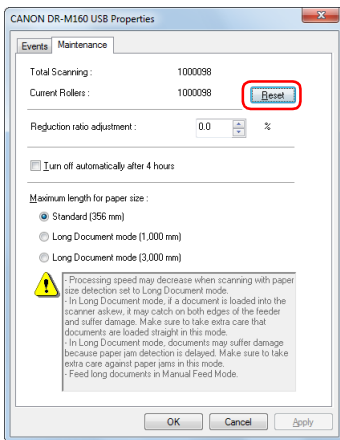 CANON DR-M160 USB Properties
Events Maintenance
Total Scanning : 1000098
Current Rollers : 1000098 Reset
Reduction ratio adjustment : 0.0 %
Turn off automatically after 4 hours
Maximum length for paper size :
Standard (356 mm)
Long Document mode (1,000 mm)
Long Document mode (3,000 mm)
- Processing speed may decrease when scanning with paper
size detection set to Long Document mode.
- In Long Document mode, if a document is loaded into the
scanner askew, it may catch on both edges of the feeder
and suffer damage. Make sure to take extra care that
documents are loaded straight in this mode.
- In Long Document mode, documents may suffer damage
because paper jam detection is delayed. Make sure to take
extra care against paper jams in this mode.
- Feed long documents in Manual Feed Mode.
OK Cancel Apply